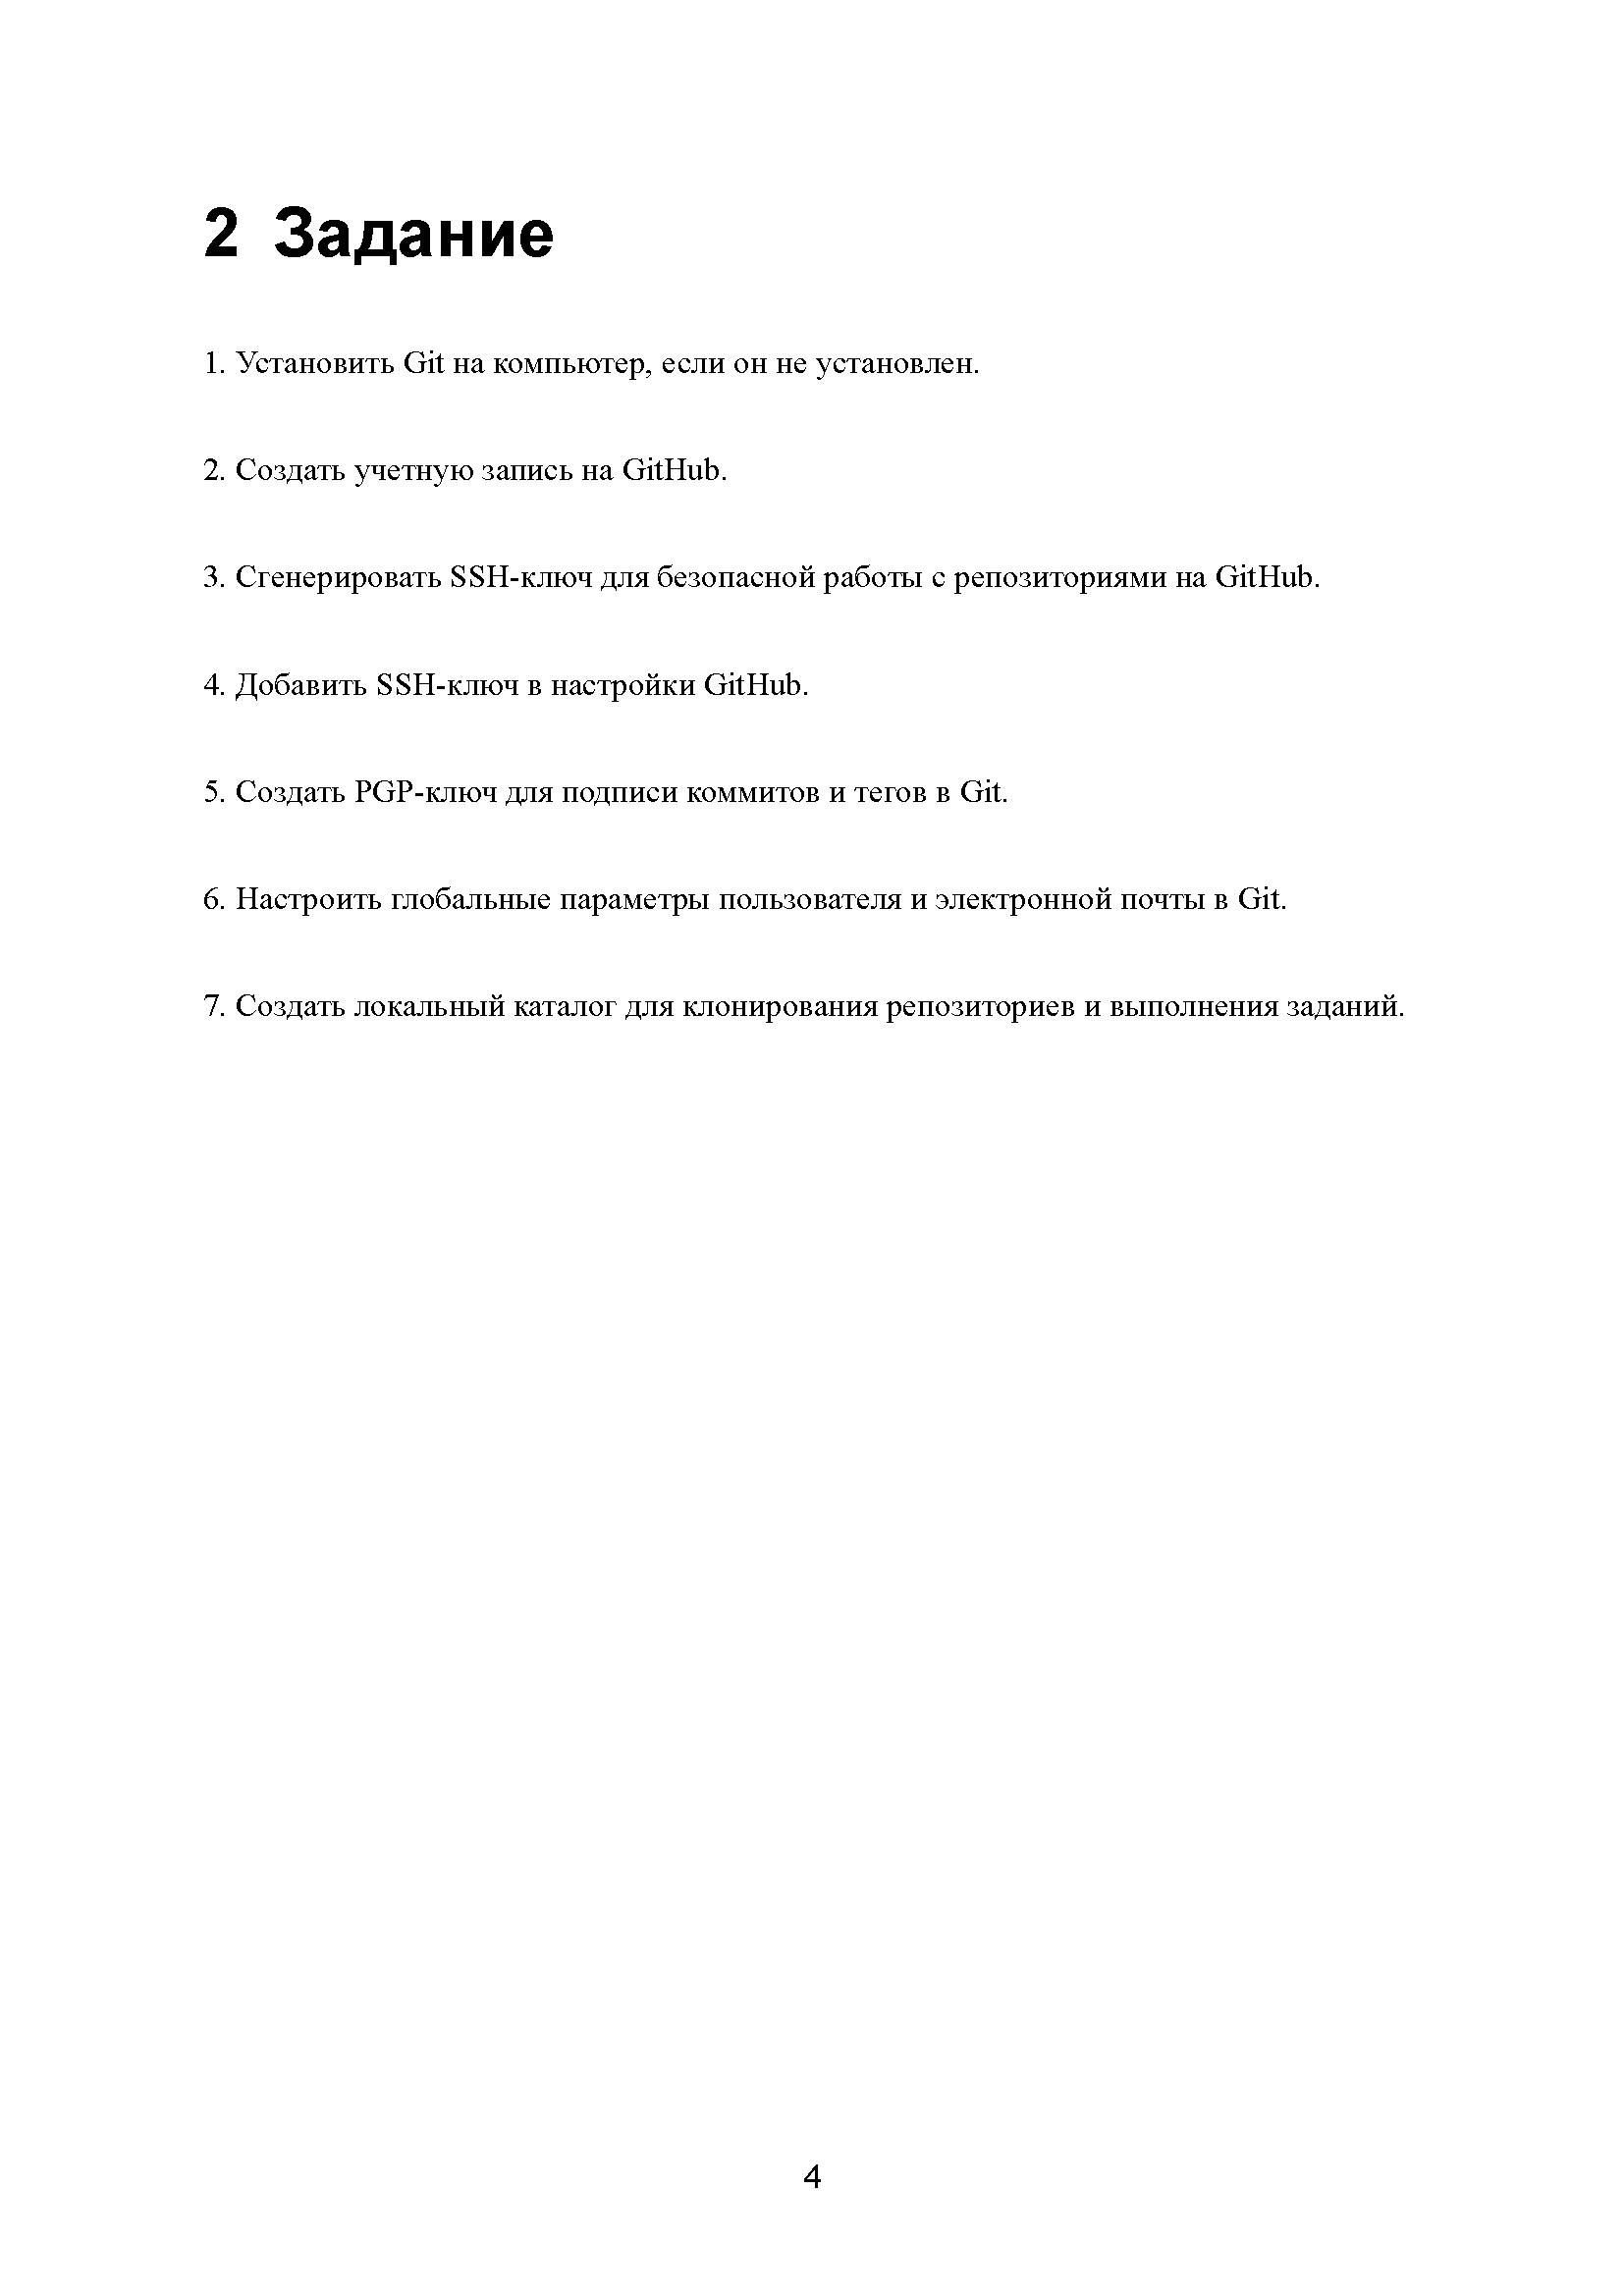 2 Задание
1. Установить Git на компьютер, если он не установлен.
2. Создать учетную запись на GitHub.
3. Сгенерировать SSH-ключ для безопасной работы с репозиториями на GitHub.
4. Добавить SSH-ключ в настройки GitHub.
5. Создать PGP-ключ для подписи коммитов и тегов в Git.
6. Настроить глобальные параметры пользователя и электронной почты в Git.
7. Создать локальный каталог для клонирования репозиториев и выполнения заданий.
4